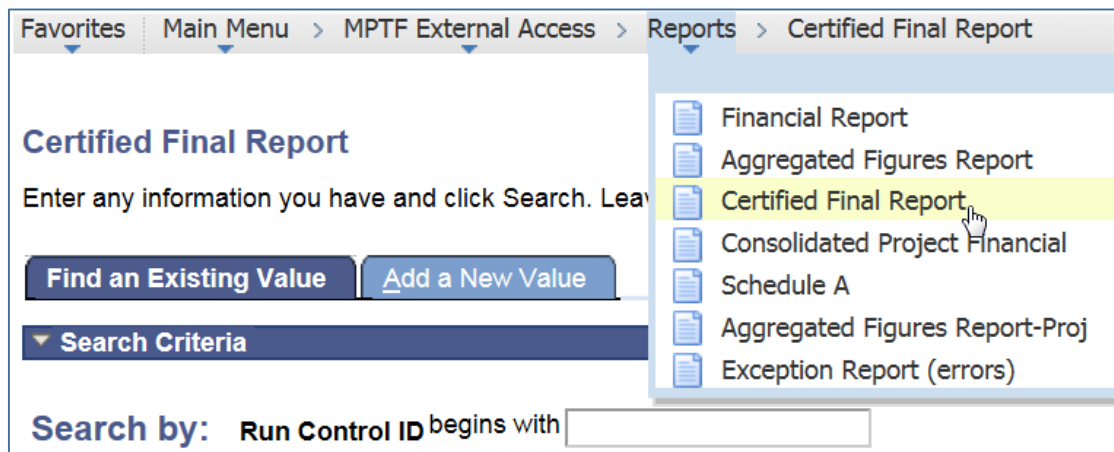 Favorites Main Menu > MPTF External Access > Reports > Certified Final Report
Financial Report
Aggregated Figures Report
Certified Final Report
Consolidated Project Financial
Schedule A
Aggregated Figures Report-Proj
Exception Report (errors)
Certified Final Report
Enter any information you have and click Search.
Find an Existing Value Add a New Value
Search Criteria
Search by: Run Control ID begins with